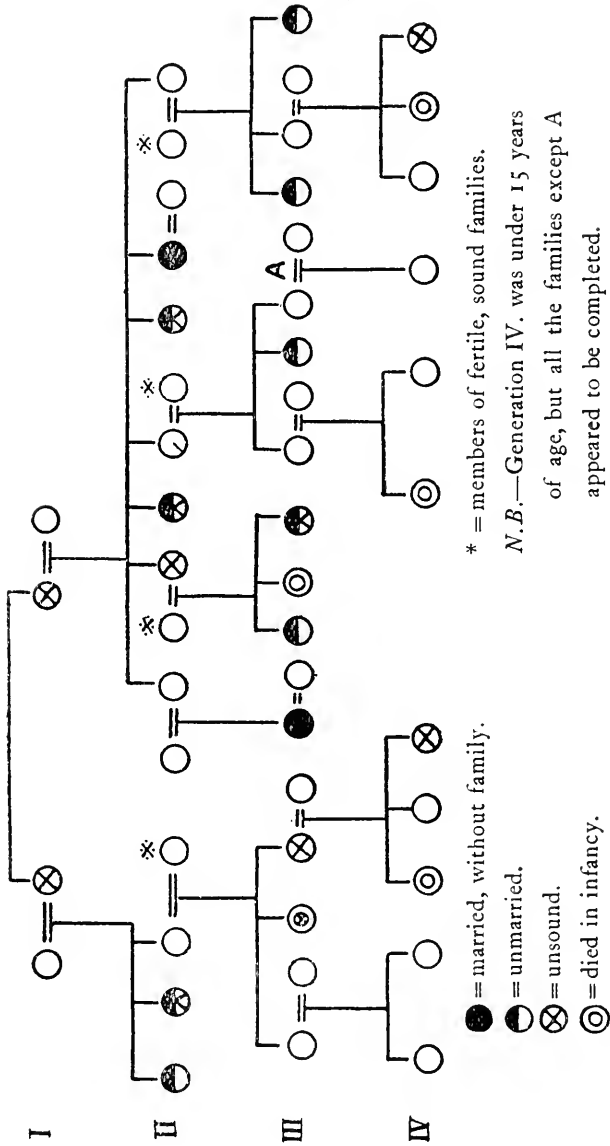 I
II
III
IV
A
= married, without family.
= unmarried.
= unsound.
= died in infancy.
* = members of fertile, sound families.
N.B.—Generation IV. was under 15 years
of age, but all the families except A
appeared to be completed.